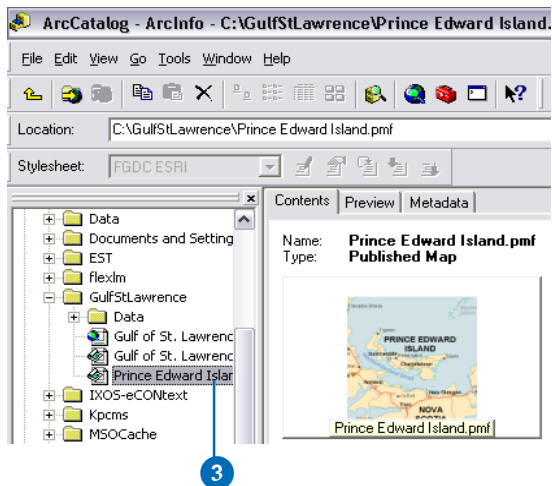 ArcCatalog - ArcInfo - C:\GulfStLawrence\Prince Edward Island.
File Edit View Go Tools Window Help
Location: C:\GulfStLawrence\Prince Edward Island.pmf
Stylesheet: FGDC ESRI
Contents Preview Metadata
Data
Documents and Setting
EST
flexlm
GulfStLawrence
Data
Gulf of St. Lawrenc
Gulf of St. Lawrenc
Prince Edward Islar
IXOS-eCONtext
Kpcms
MSOCache
Name: Prince Edward Island.pmf
Type: Published Map
PRINCE EDWARD
ISLAND
Summerside
Charlottetown
NOVA
SCOTIA
Prince Edward Island.pmf
3